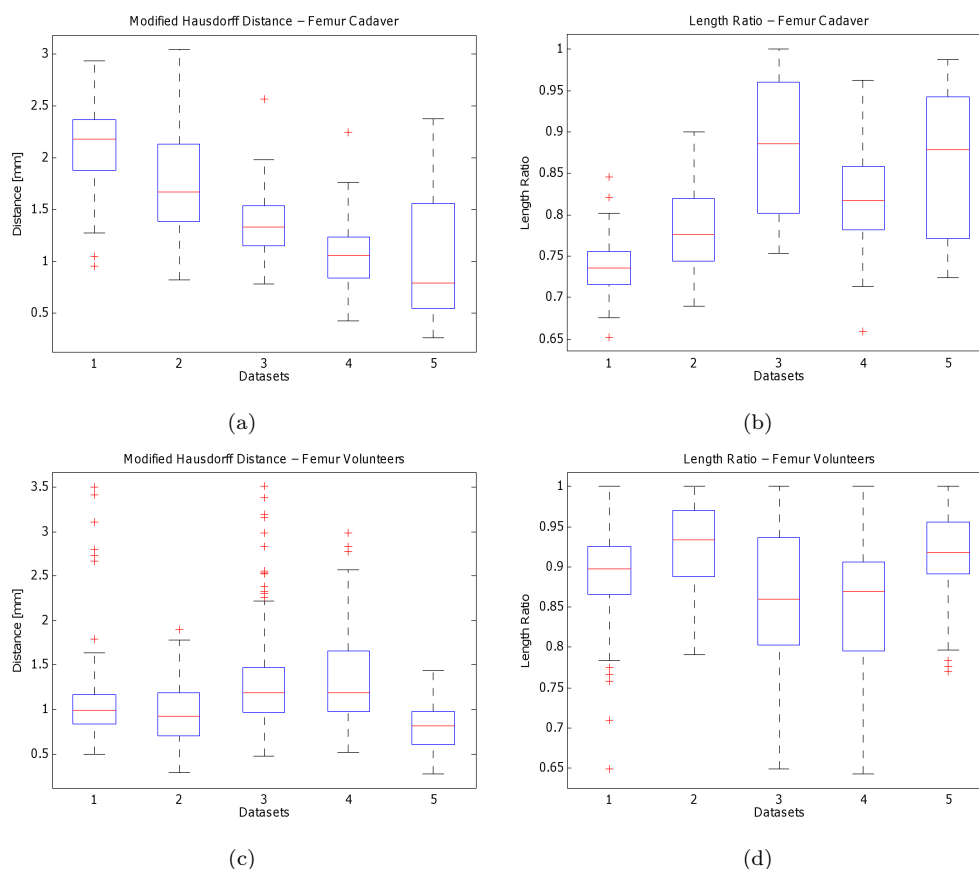 Modified Hausdorff Distance – Femur Cadaver
Distance [mm]
3
2.5
2
1.5
1
0.5
1 2 3 4 5
Datasets
(a)
Length Ratio – Femur Cadaver
Length Ratio
1
0.95
0.9
0.85
0.8
0.75
0.7
0.65
1 2 3 4 5
Datasets
(b)
Modified Hausdorff Distance – Femur Volunteers
Distance [mm]
3.5
3
2.5
2
1.5
1
0.5
1 2 3 4 5
Datasets
(c)
Length Ratio – Femur Volunteers
Length Ratio
1
0.95
0.9
0.85
0.8
0.75
0.7
0.65
1 2 3 4 5
Datasets
(d)